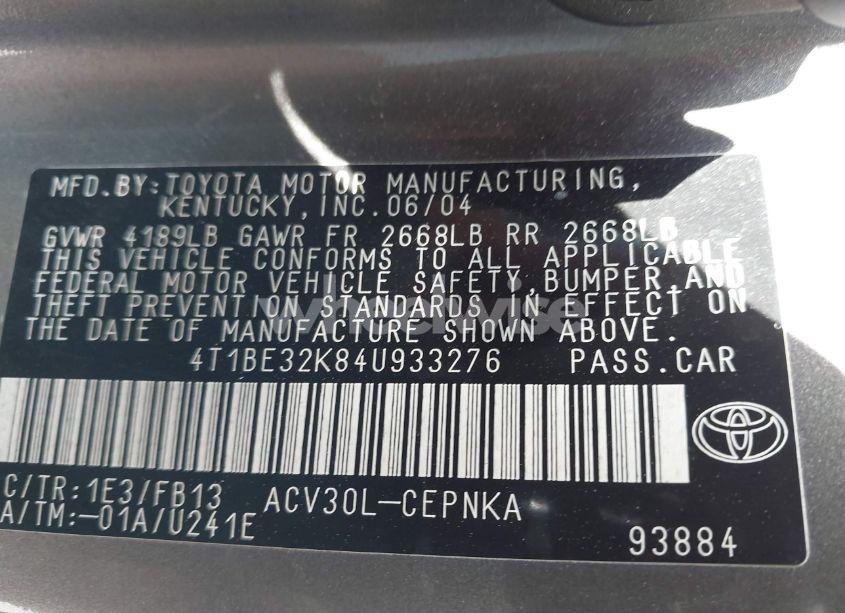 MFD.BY:TOYOTA MOTOR MANUFACTURING,
KENTUCKY,INC.06/04
GVWR 4189LB GAWR FR 2668LB RR 2668LB
THIS VEHICLE CONFORMS TO ALL APPLICABLE
FEDERAL MOTOR VEHICLE SAFETY,BUMPER,AND
THEFT PREVENTION STANDARDS IN EFFECT ON
THE DATE OF MANUFACTURE SHOWN ABOVE.
wheelwise
4T1BE32K84U933276 PASS.CAR
C/TR:1E3/FB13 ACV30L-CEPNKA
A/TM:-01A/U241E
93884